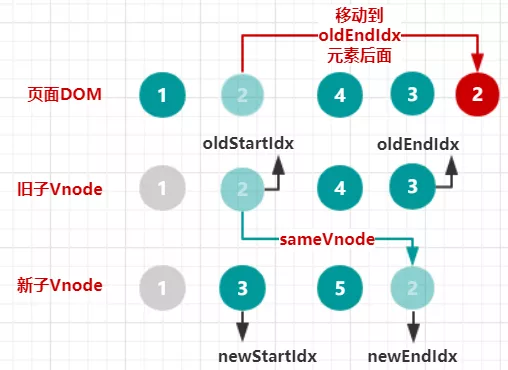 移动到
oldEndIdx
元素后面
页面DOM 1 2 4 3 2
oldStartIdx oldEndIdx
旧子Vnode 1 2 4 3
sameVnode
新子Vnode 1 3 5 2
newStartIdx newEndIdx